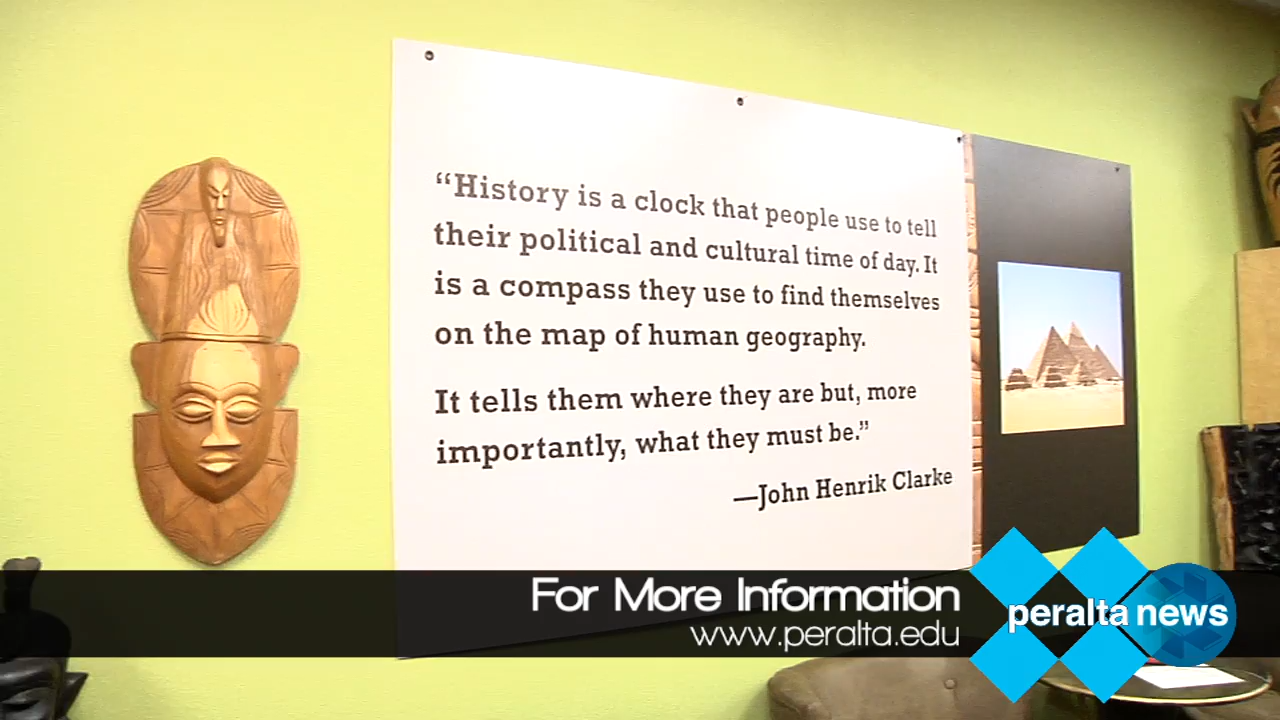 “History is a clock that people use to tell
their political and cultural time of day. It
is a compass they use to find themselves
on the map of human geography.
It tells them where they are but, more
importantly, what they must be.”
—John Henrik Clarke
For More Information
www.peralta.edu
peralta news